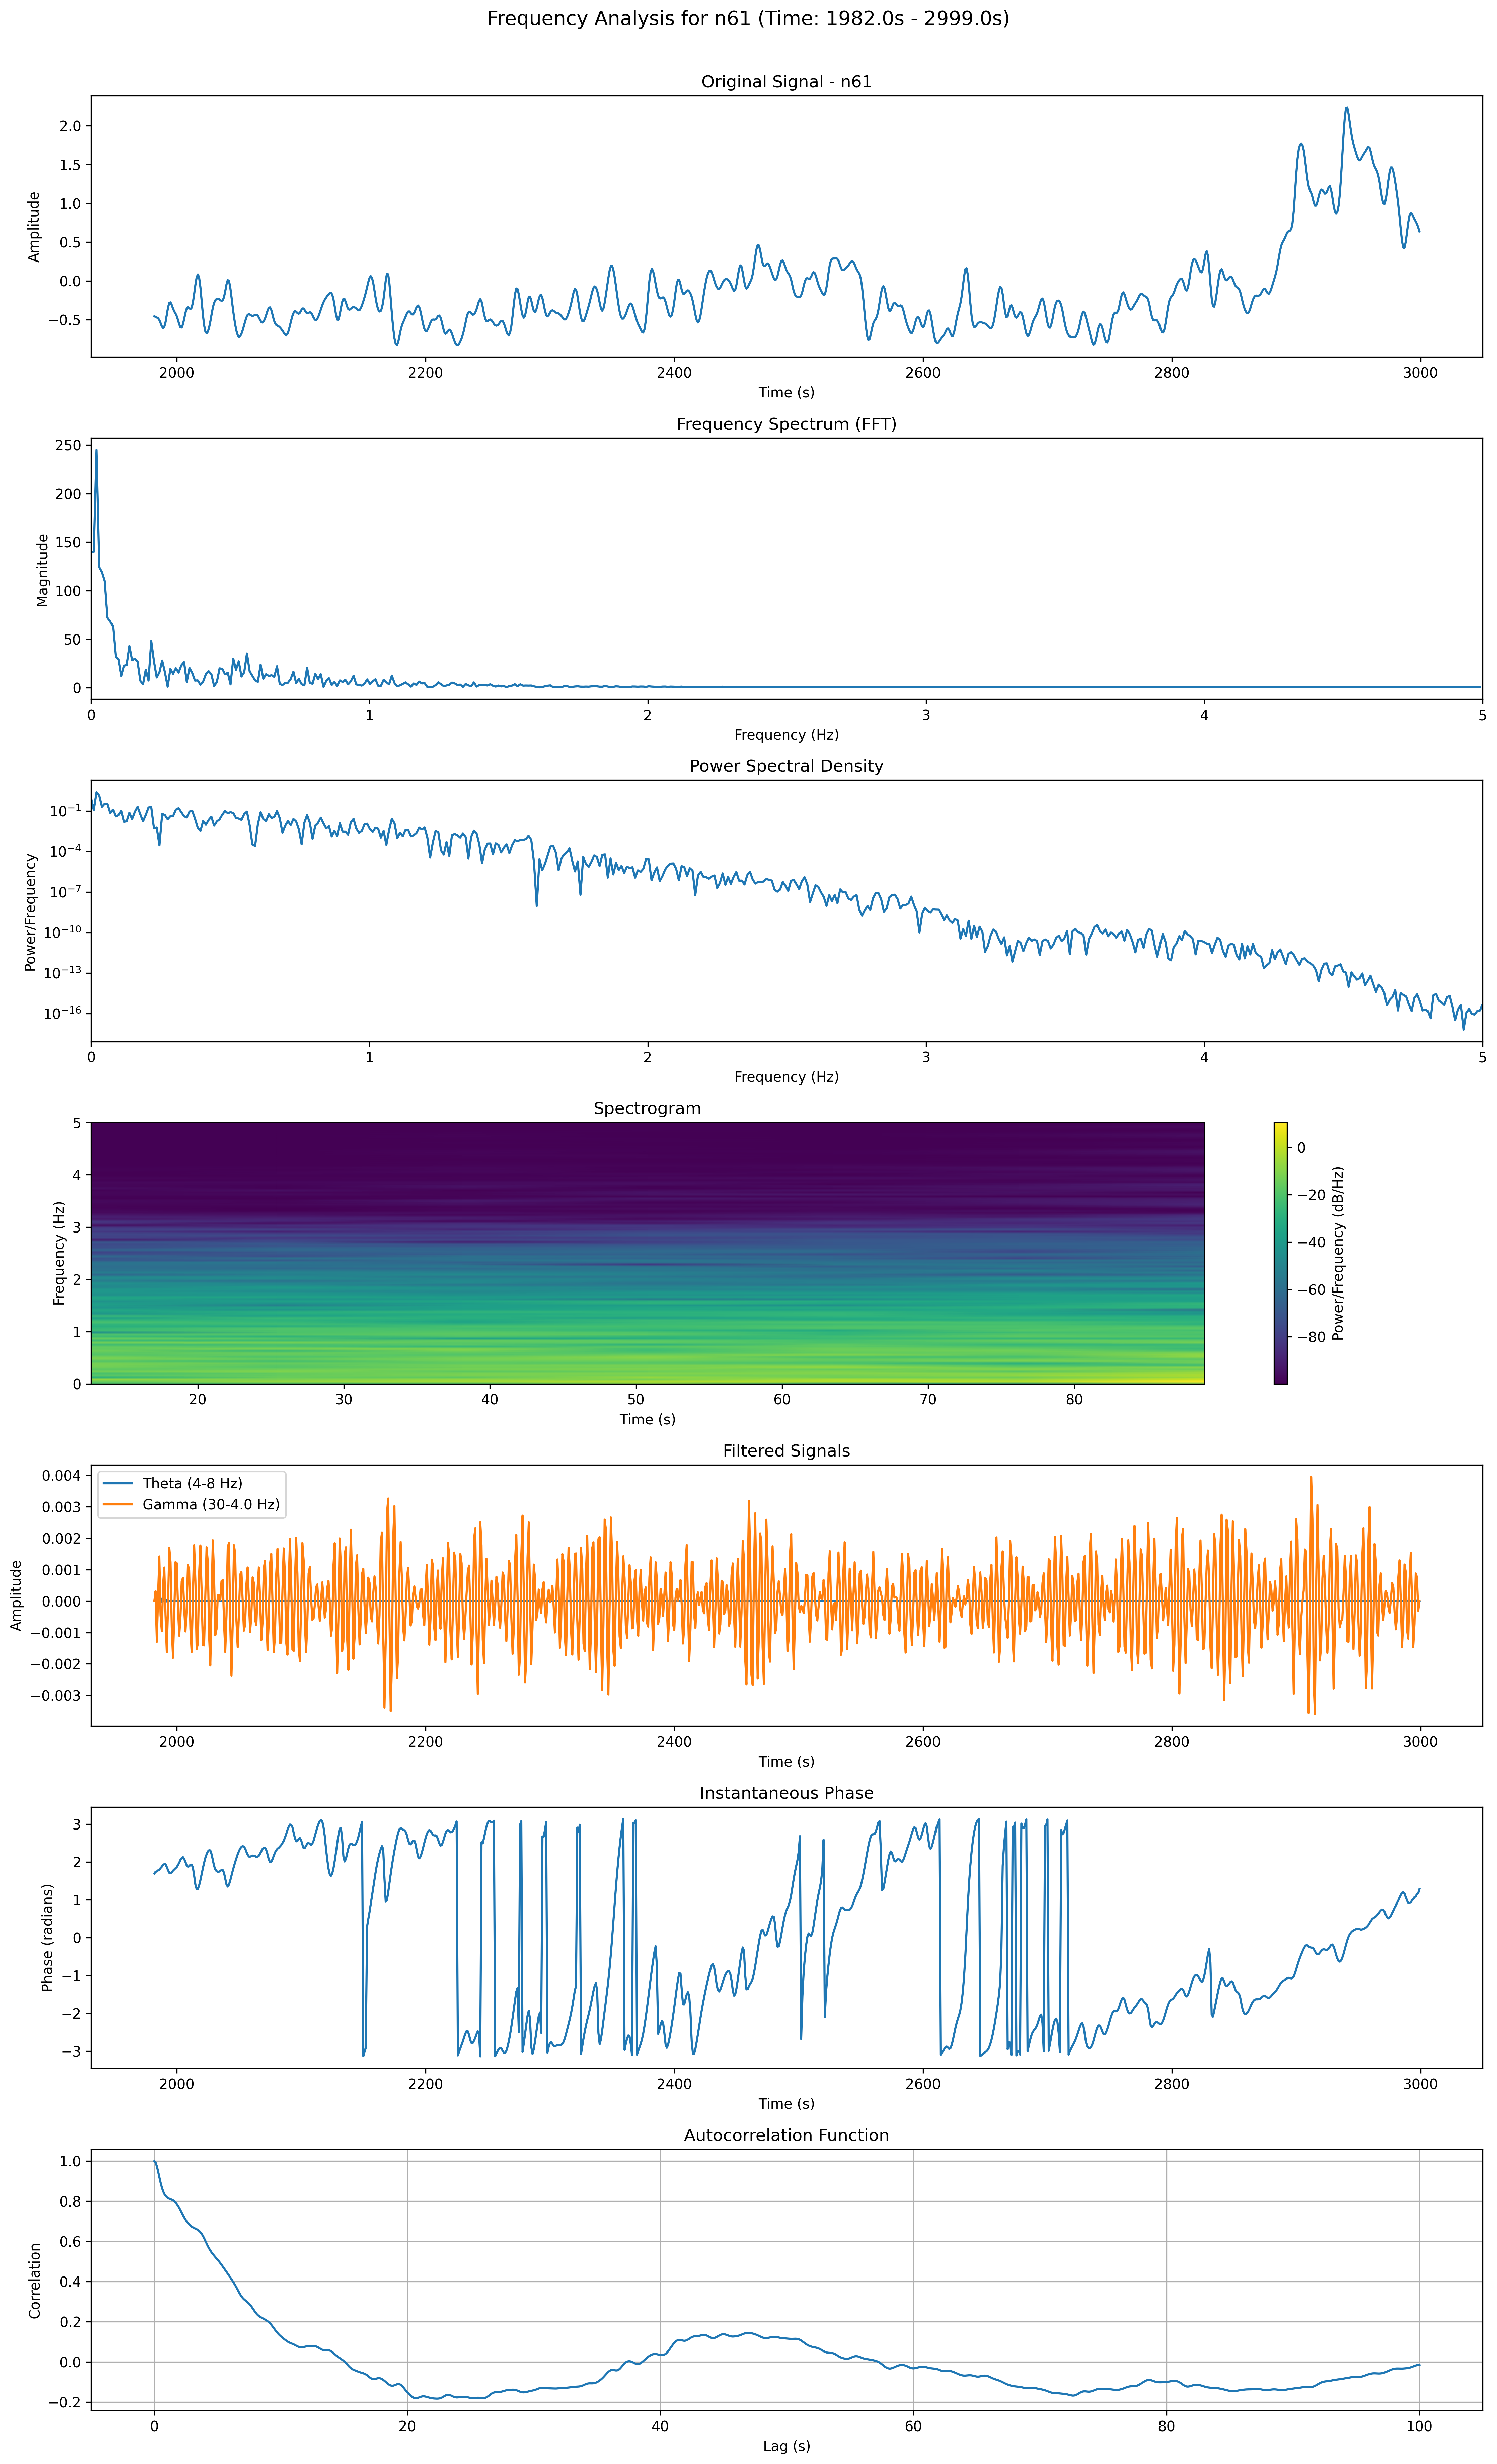 Frequency Analysis for n61 (Time: 1982.0s - 2999.0s)
Original Signal - n61
Amplitude
2.0
1.5
1.0
0.5
0.0
−0.5
2000 2200 2400 2600 2800 3000
Time (s)
Frequency Spectrum (FFT)
Magnitude
250
200
150
100
50
0
0 1 2 3 4 5
Frequency (Hz)
Power Spectral Density
Power/Frequency
10⁻¹
10⁻⁴
10⁻⁷
10⁻¹⁰
10⁻¹³
10⁻¹⁶
0 1 2 3 4 5
Frequency (Hz)
Spectrogram
Frequency (Hz)
5
4
3
2
1
0
20 30 40 50 60 70 80
Time (s)
0
−20
−40
−60
−80
Power/Frequency (dB/Hz)
Filtered Signals
Theta (4-8 Hz)
Gamma (30-4.0 Hz)
Amplitude
0.004
0.003
0.002
0.001
0.000
−0.001
−0.002
−0.003
2000 2200 2400 2600 2800 3000
Time (s)
Instantaneous Phase
Phase (radians)
3
2
1
0
−1
−2
−3
2000 2200 2400 2600 2800 3000
Time (s)
Autocorrelation Function
Correlation
1.0
0.8
0.6
0.4
0.2
0.0
−0.2
0 20 40 60 80 100
Lag (s)